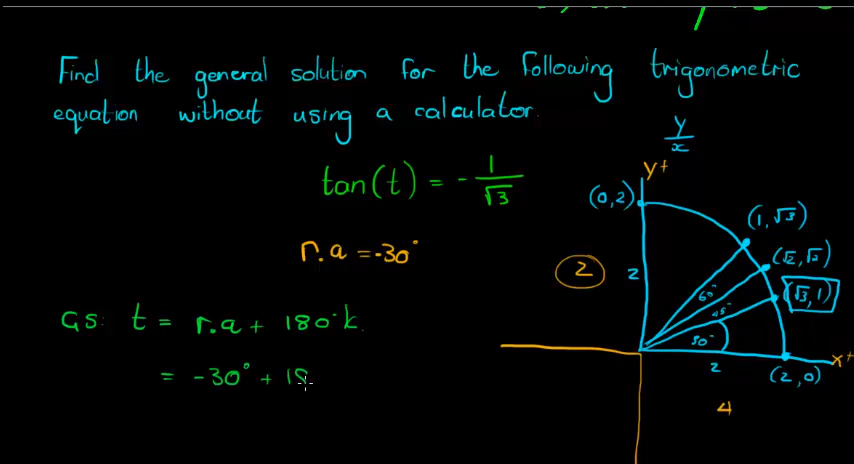 Find the general solution for the following trigonometric
equation without using a calculator.
tan(t) = - 1/√3
r.a = -30°
GS: t = r.a + 180°k
= -30° + 18
y/x
y+
(0,2)
(1,√3)
(√2,√2)
(√3,1)
2
2
60°
45°
30°
x+
2
(2,0)
4